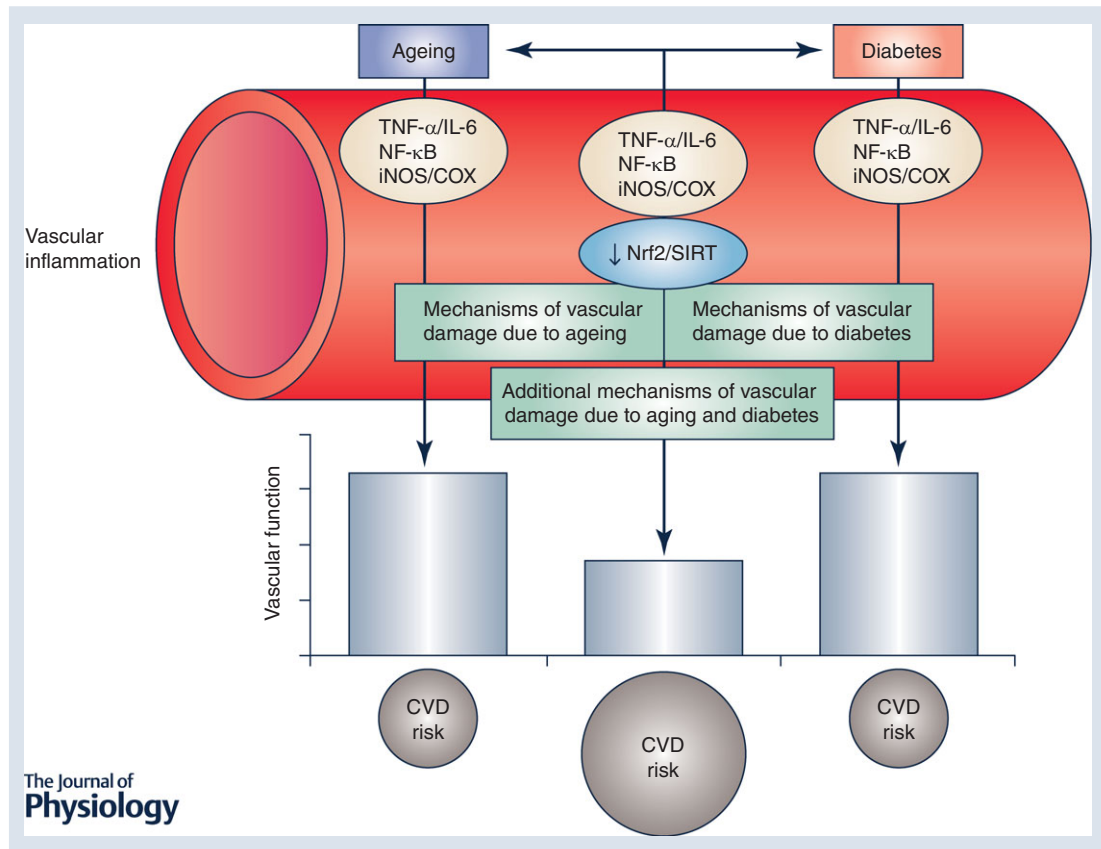 Ageing
Diabetes
TNF-α/IL-6
NF-κB
iNOS/COX
TNF-α/IL-6
NF-κB
iNOS/COX
TNF-α/IL-6
NF-κB
iNOS/COX
Vascular
inflammation
↓ Nrf2/SIRT
Mechanisms of vascular
damage due to ageing
Mechanisms of vascular
damage due to diabetes
Additional mechanisms of vascular
damage due to aging and diabetes
Vascular function
CVD
risk
CVD
risk
CVD
risk
The Journal of
Physiology